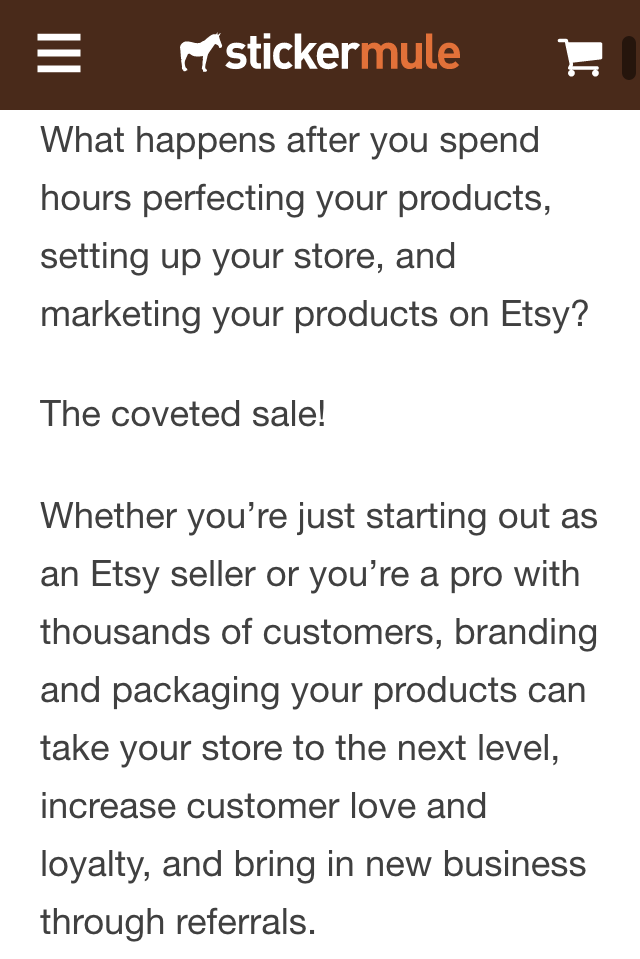 stickermule
What happens after you spend
hours perfecting your products,
setting up your store, and
marketing your products on Etsy?
The coveted sale!
Whether you’re just starting out as
an Etsy seller or you’re a pro with
thousands of customers, branding
and packaging your products can
take your store to the next level,
increase customer love and
loyalty, and bring in new business
through referrals.